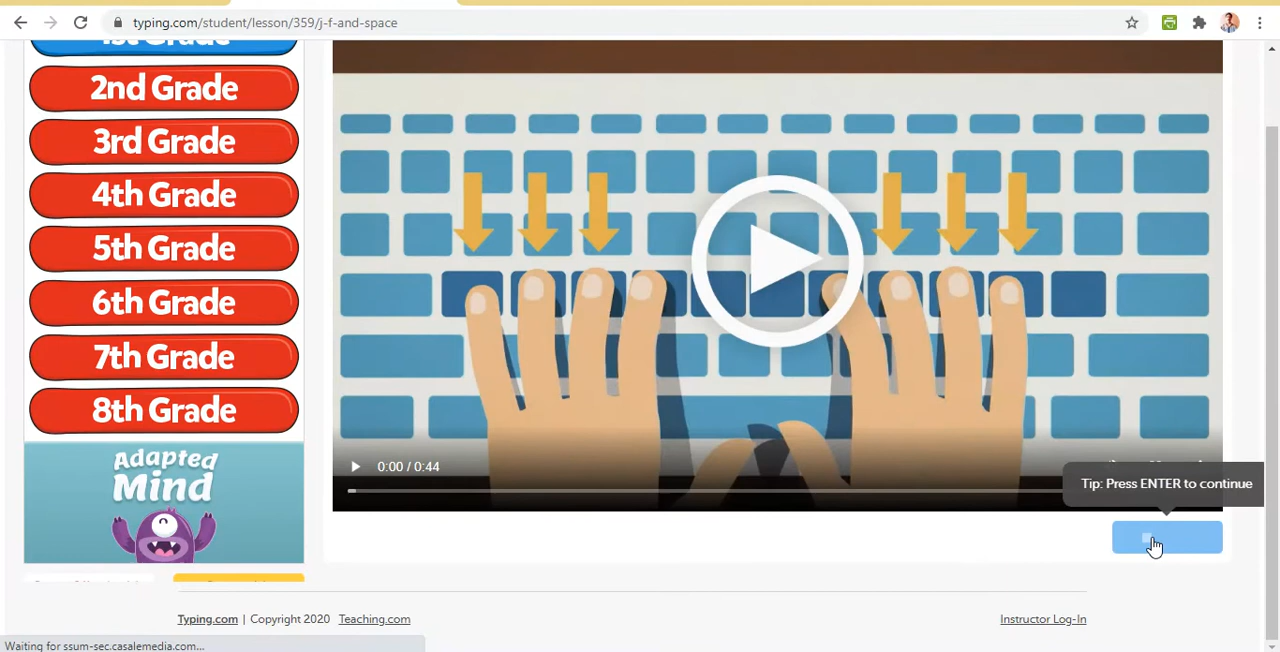 typing.com/student/lesson/359/j-f-and-space
1st Grade
2nd Grade
3rd Grade
4th Grade
5th Grade
6th Grade
7th Grade
8th Grade
Adapted
Mind
0:00 / 0:44
Tip: Press ENTER to continue
Typing.com | Copyright 2020 Teaching.com
Instructor Log-In
Waiting for ssum-sec.casalemedia.com...